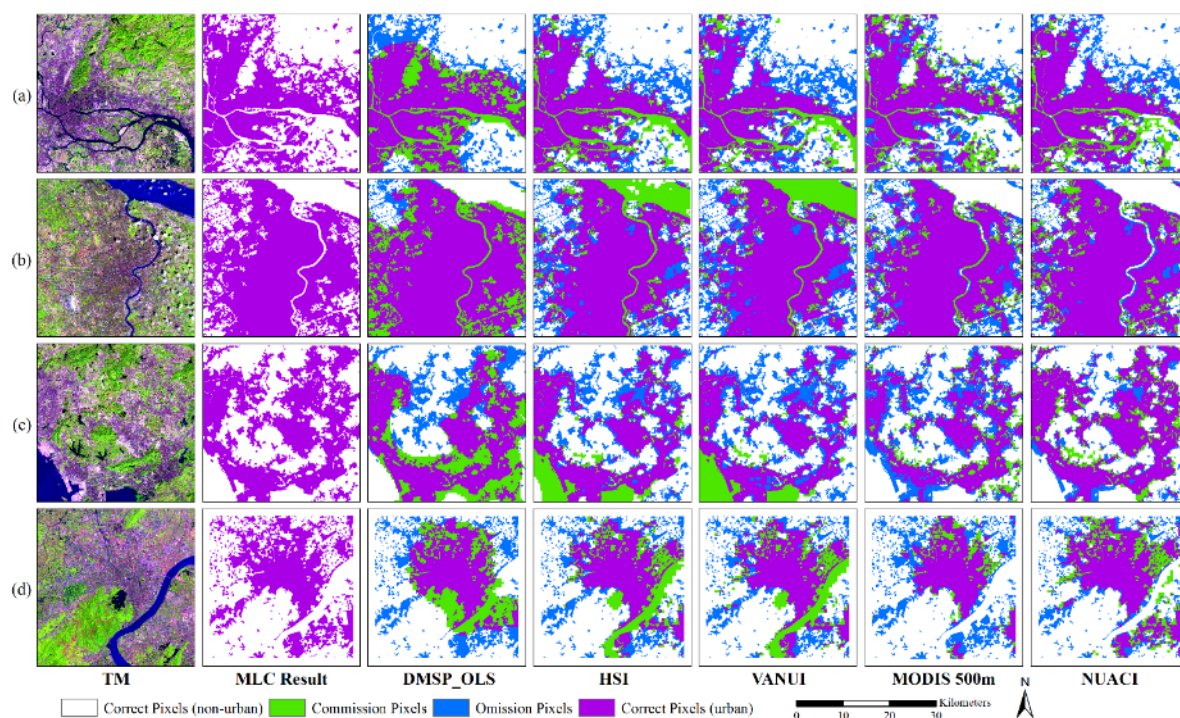 (a)
(b)
(c)
(d)
TM MLC Result DMSP_OLS HSI VANUI MODIS 500m NUACI
Correct Pixels (non-urban) Commission Pixels Omission Pixels Correct Pixels (urban) Kilometers N
0 10 20 30